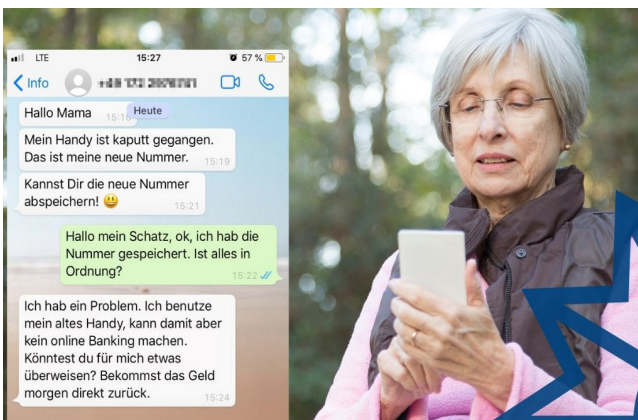 LTE 15:27 57 %
Info
Hallo Mama 15:18
Heute
Mein Handy ist kaputt gegangen.
Das ist meine neue Nummer. 15:19
Kannst Dir die neue Nummer
abspeichern! 😃 15:21
Hallo mein Schatz, ok, ich hab die
Nummer gespeichert. Ist alles in
Ordnung? 15:22
Ich hab ein Problem. Ich benutze
mein altes Handy, kann damit aber
kein online Banking machen.
Könntest du für mich etwas
überweisen? Bekommst das Geld
morgen direkt zurück. 15:24